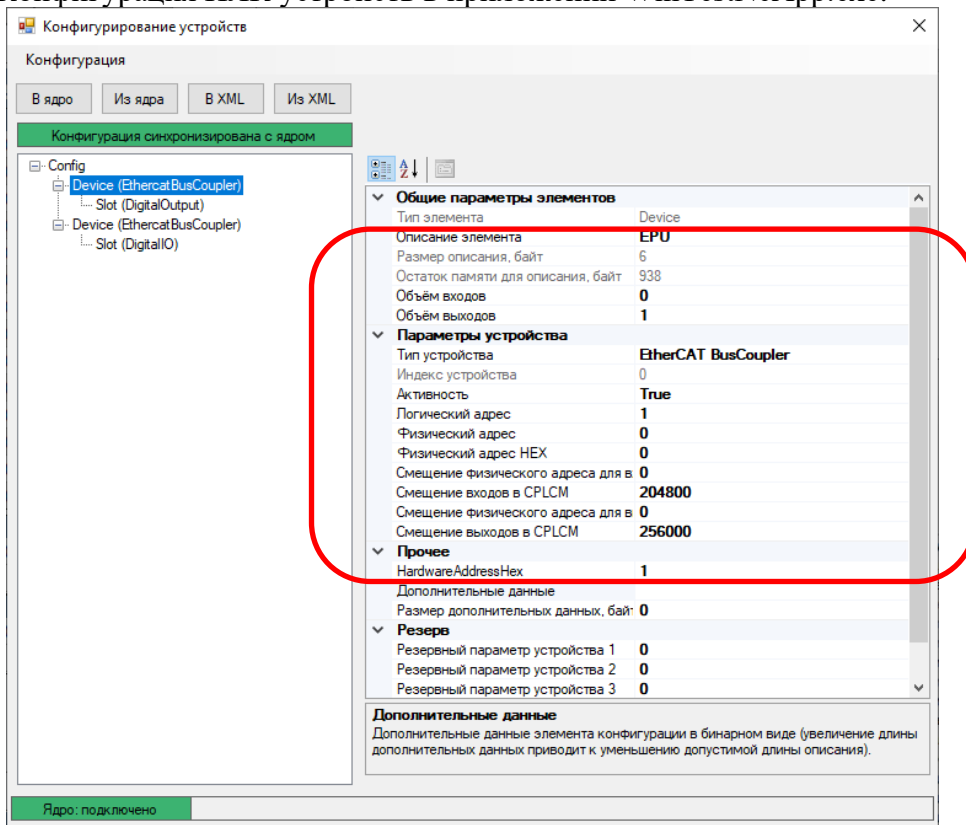 Конфигурирование устройств
Конфигурация
В ядро Из ядра В XML Из XML
Конфигурация синхронизирована с ядром
Config
Device (EthercatBusCoupler)
Slot (DigitalOutput)
Device (EthercatBusCoupler)
Slot (DigitalIO)
Общие параметры элементов
Тип элемента Device
Описание элемента EPU
Размер описания, байт 6
Остаток памяти для описания, байт 938
Объём входов 0
Объём выходов 1
Параметры устройства
Тип устройства EtherCAT BusCoupler
Индекс устройства 0
Активность True
Логический адрес 1
Физический адрес 0
Физический адрес HEX 0
Смещение физического адреса для в 0
Смещение входов в CPLCM 204800
Смещение физического адреса для в 0
Смещение выходов в CPLCM 256000
Прочее
HardwareAddressHex 1
Дополнительные данные
Размер дополнительных данных, байт 0
Резерв
Резервный параметр устройства 1 0
Резервный параметр устройства 2 0
Резервный параметр устройства 3 0
Дополнительные данные
Дополнительные данные элемента конфигурации в бинарном виде (увеличение длины
дополнительных данных приводит к уменьшению допустимой длины описания).
Ядро: подключено